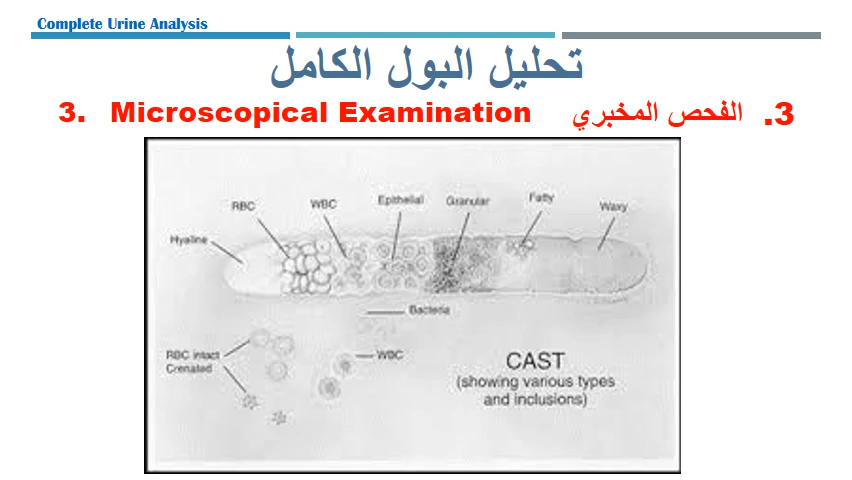 Complete Urine Analysis
تحليل البول الكامل
3. Microscopical Examination
3. الفحص المخبري
RBC
WBC
Epithelial
Granular
Fatty
Waxy
Hyaline
Bacteria
RBC intact
Crenated
WBC
CAST
(showing various types
and inclusions)